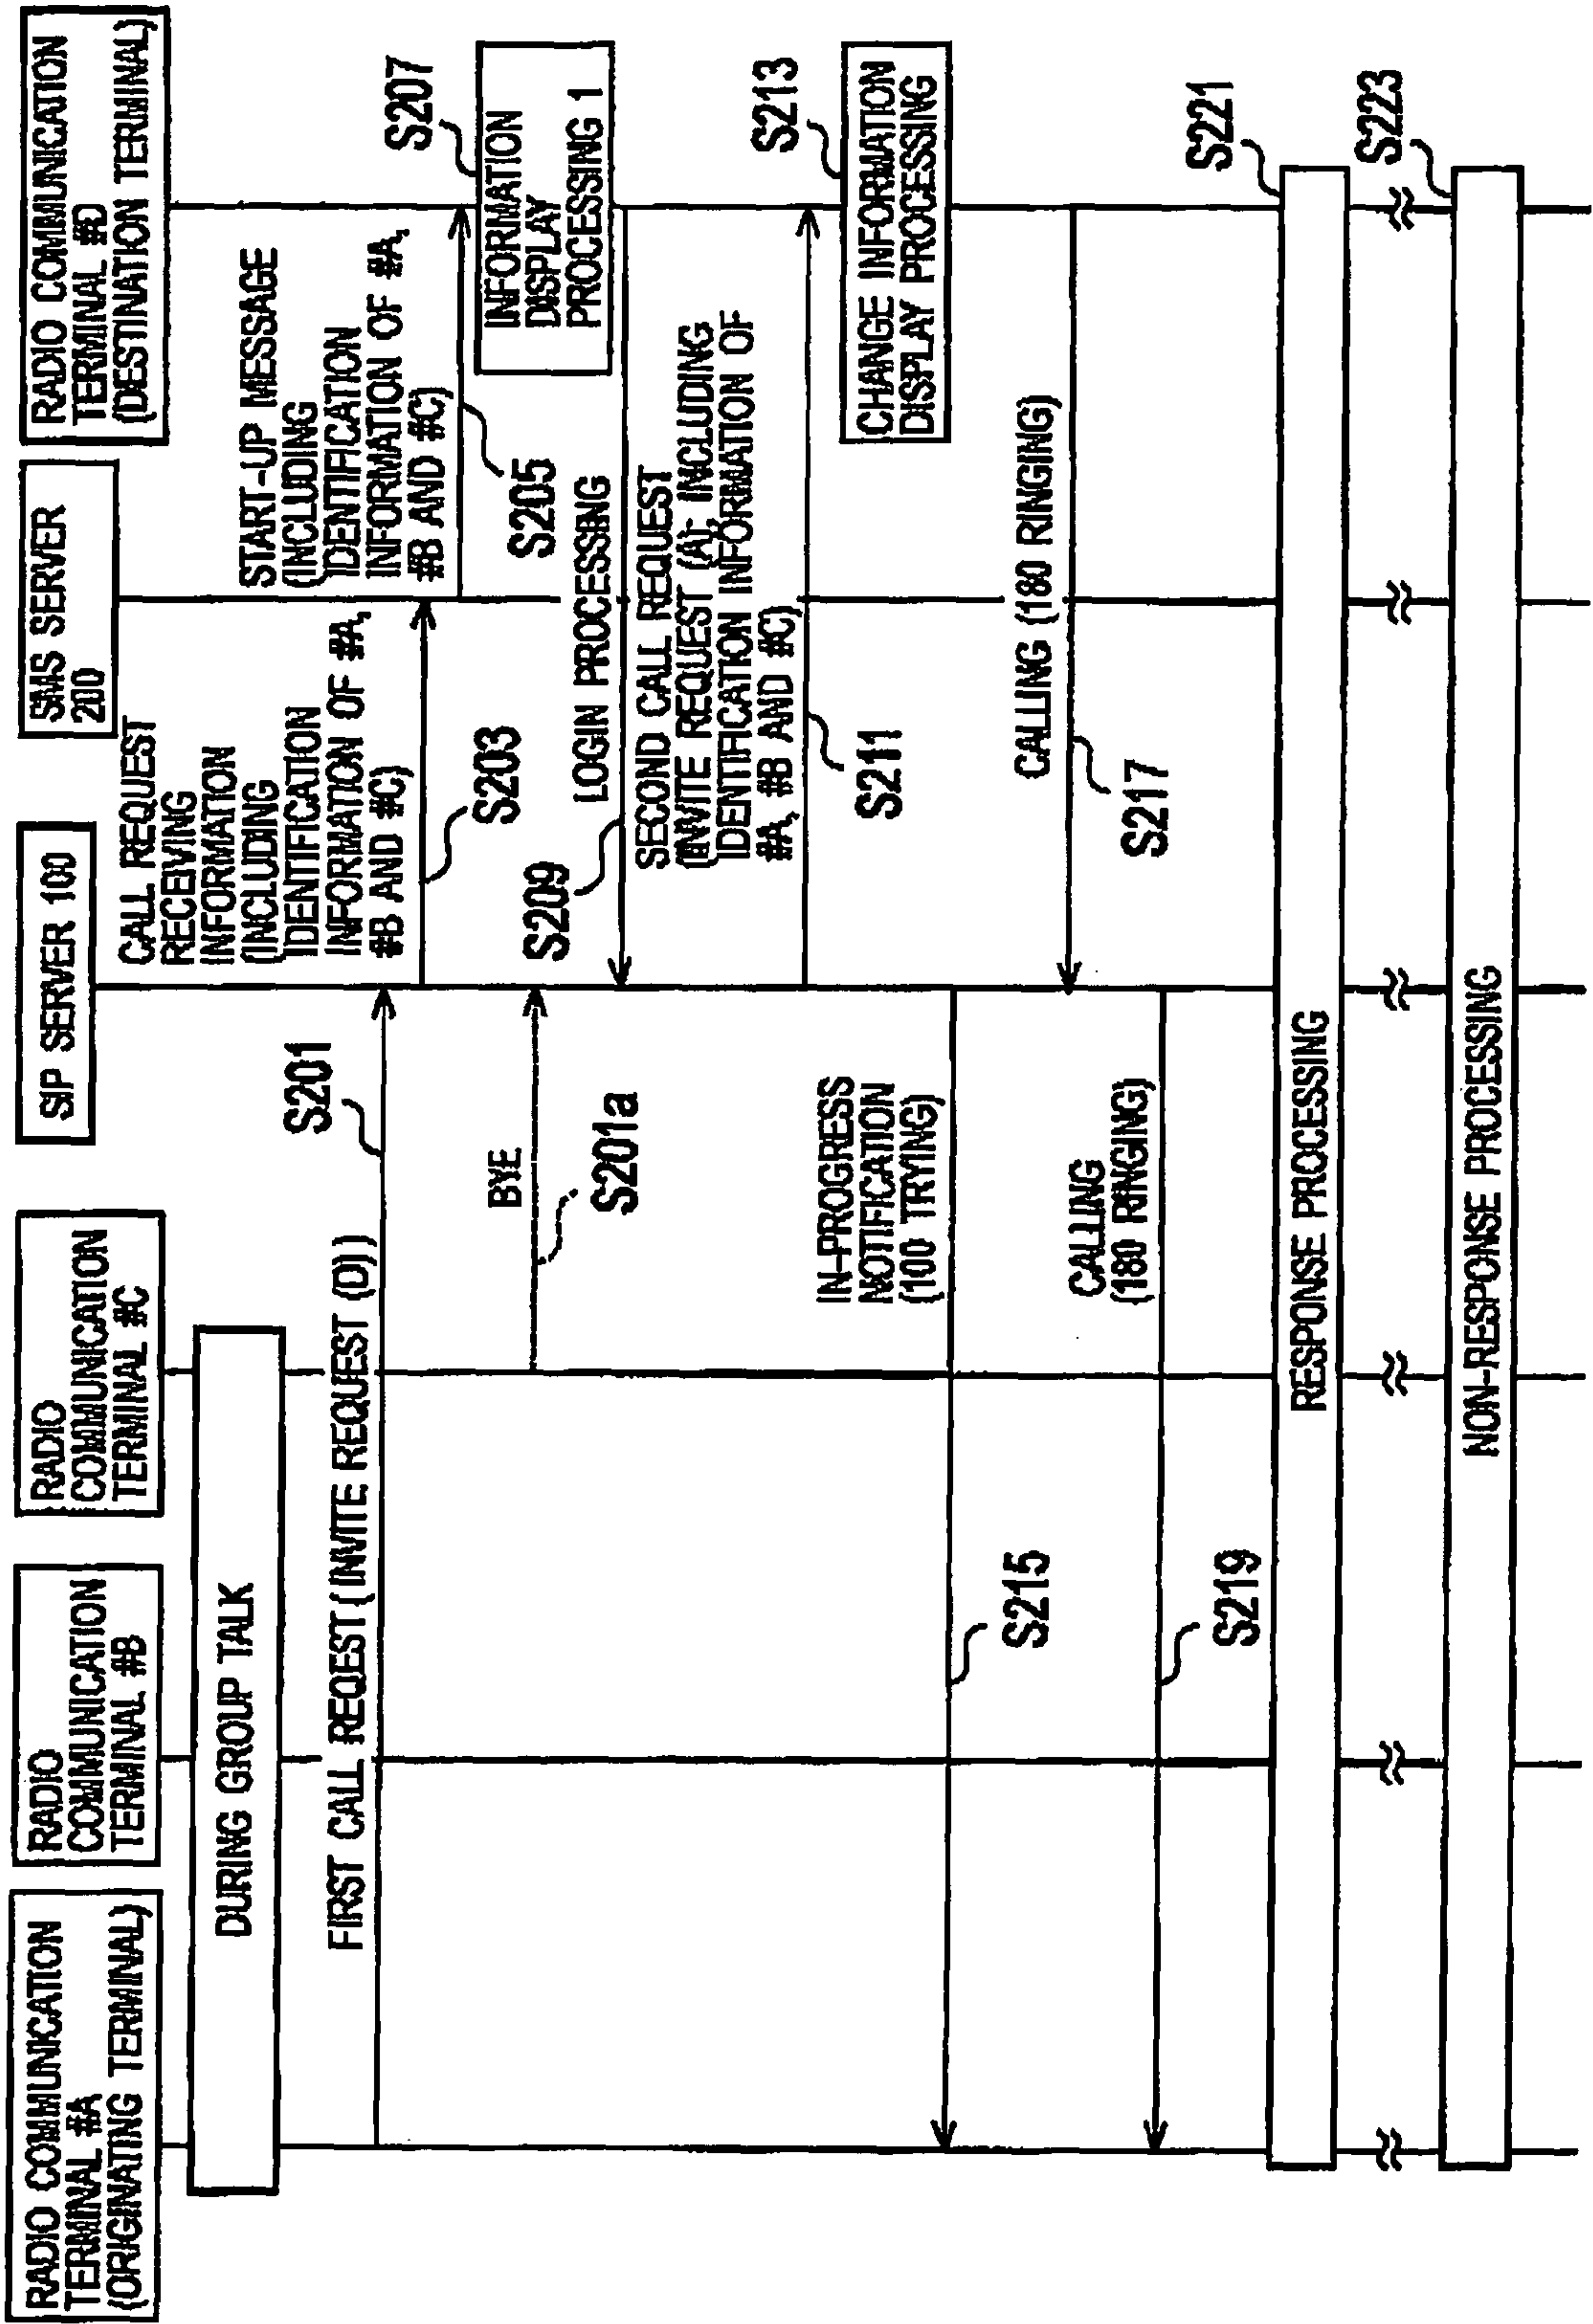 RADIO COMMUNICATION
TERMINAL #A
(ORIGINATING TERMINAL)
RADIO
COMMUNICATION
TERMINAL #B
RADIO
COMMUNICATION
TERMINAL #C
SIP SERVER 100
SMS SERVER
200
RADIO COMMUNICATION
TERMINAL #D
(DESTINATION TERMINAL)
DURING GROUP TALK
FIRST CALL REQEST (INVITE REQUEST (D))
S201
CALL REQUEST
RECEIVING
INFORMATION
(INCLUDING
IDENTIFICATION
INFORMATION OF #A,
#B AND #C)
S203
START-UP MESSAGE
(INCLUDING
IDENTIFICATION
INFORMATION OF #A,
#B AND #C)
S205
S207
INFORMATION
DISPLAY
PROCESSING 1
BYE
S201a
LOGIN PROCESSING
S209
SECOND CALL REQUEST
(INVITE REQUEST (A): INCLUDING
IDENTIFICATION INFORMATION OF
#A, #B AND #C)
S211
S213
CHANGE INFORMATION
DISPLAY PROCESSING
IN-PROGRESS
NOTIFICATION
(100 TRYING)
S215
CALLING (180 RINGING)
S217
CALLING
(180 RINGING)
S219
S221
RESPONSE PROCESSING
S223
NON-RESPONSE PROCESSING